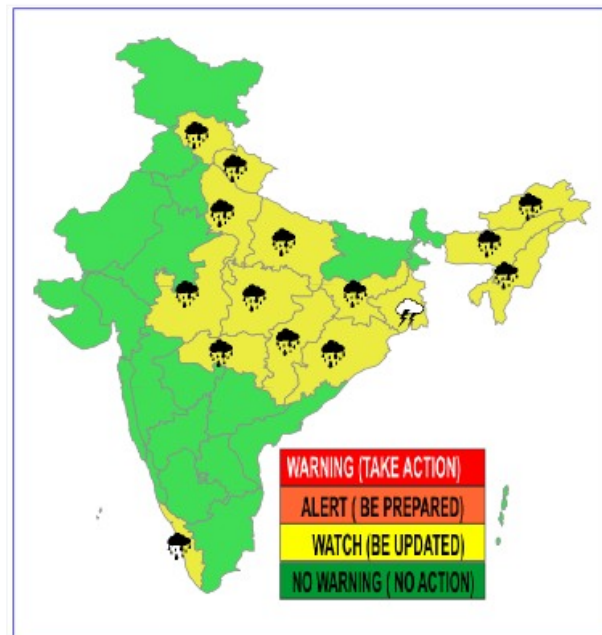 WARNING (TAKE ACTION)
ALERT ( BE PREPARED)
WATCH (BE UPDATED)
NO WARNING ( NO ACTION)